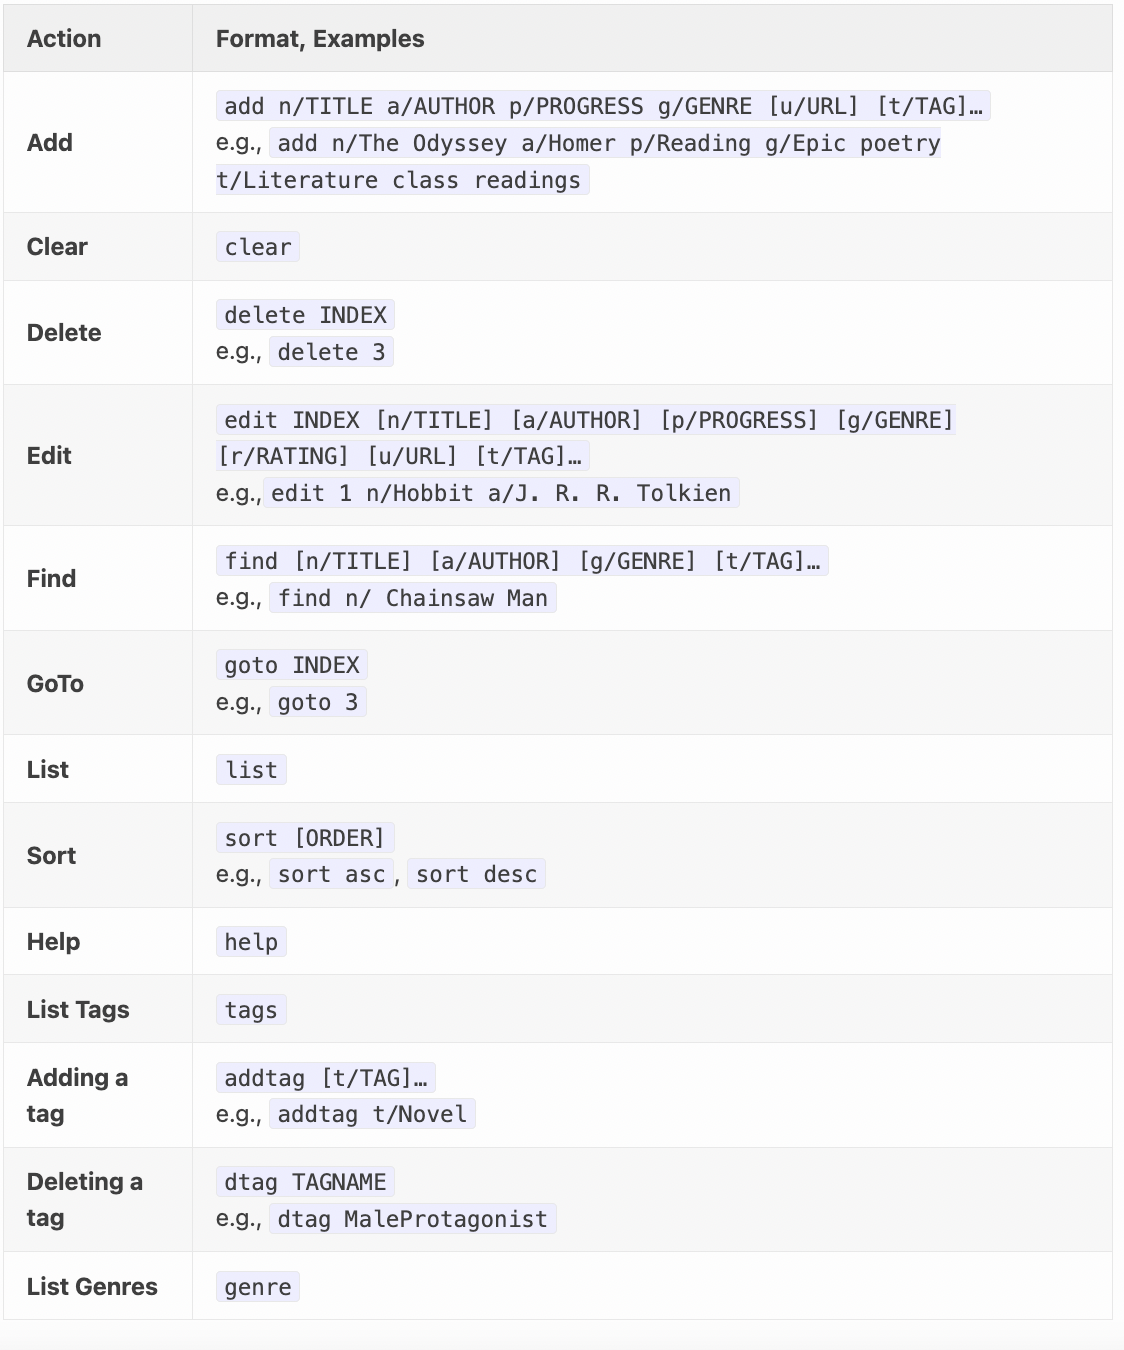 Action Format, Examples
Add
add n/TITLE a/AUTHOR p/PROGRESS g/GENRE [u/URL] [t/TAG]…
e.g., add n/The Odyssey a/Homer p/Reading g/Epic poetry
t/Literature class readings
Clear clear
Delete
delete INDEX
e.g., delete 3
Edit
edit INDEX [n/TITLE] [a/AUTHOR] [p/PROGRESS] [g/GENRE]
[r/RATING] [u/URL] [t/TAG]…
e.g., edit 1 n/Hobbit a/J. R. R. Tolkien
Find
find [n/TITLE] [a/AUTHOR] [g/GENRE] [t/TAG]…
e.g., find n/ Chainsaw Man
GoTo
goto INDEX
e.g., goto 3
List list
Sort
sort [ORDER]
e.g., sort asc, sort desc
Help help
List Tags tags
Adding a
tag
addtag [t/TAG]…
e.g., addtag t/Novel
Deleting a
tag
dtag TAGNAME
e.g., dtag MaleProtagonist
List Genres genre